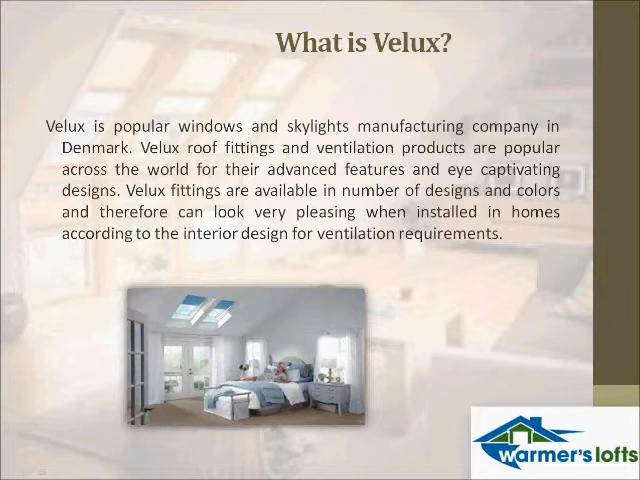 What is Velux?
Velux is popular windows and skylights manufacturing company in
Denmark. Velux roof fittings and ventilation products are popular
across the world for their advanced features and eye captivating
designs. Velux fittings are available in number of designs and colors
and therefore can look very pleasing when installed in homes
according to the interior design for ventilation requirements.
warmer's lofts